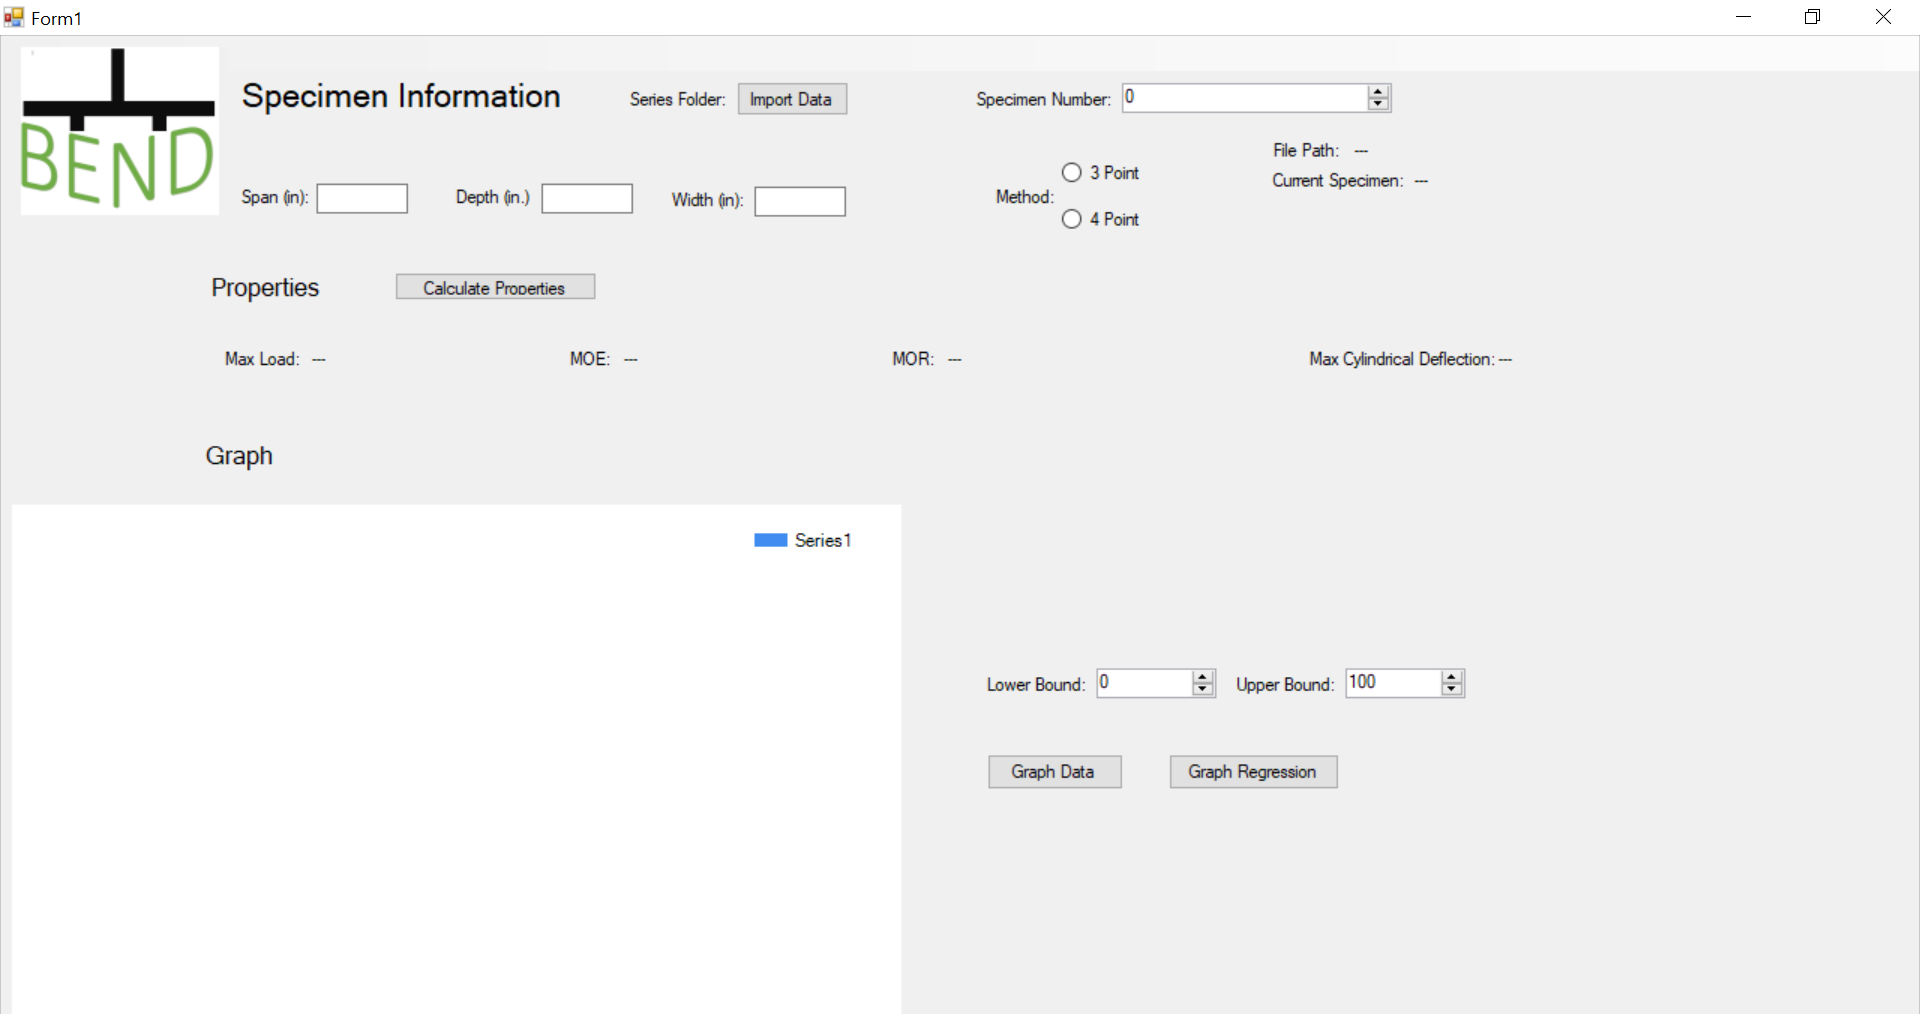 Form1
BEND
Specimen Information
Series Folder: Import Data
Specimen Number: 0
File Path: ---
Current Specimen: ---
Span (in):
Depth (in.)
Width (in):
Method:
3 Point
4 Point
Properties
Calculate Properties
Max Load: ---
MOE: ---
MOR: ---
Max Cylindrical Deflection: ---
Graph
Series1
Lower Bound: 0
Upper Bound: 100
Graph Data
Graph Regression